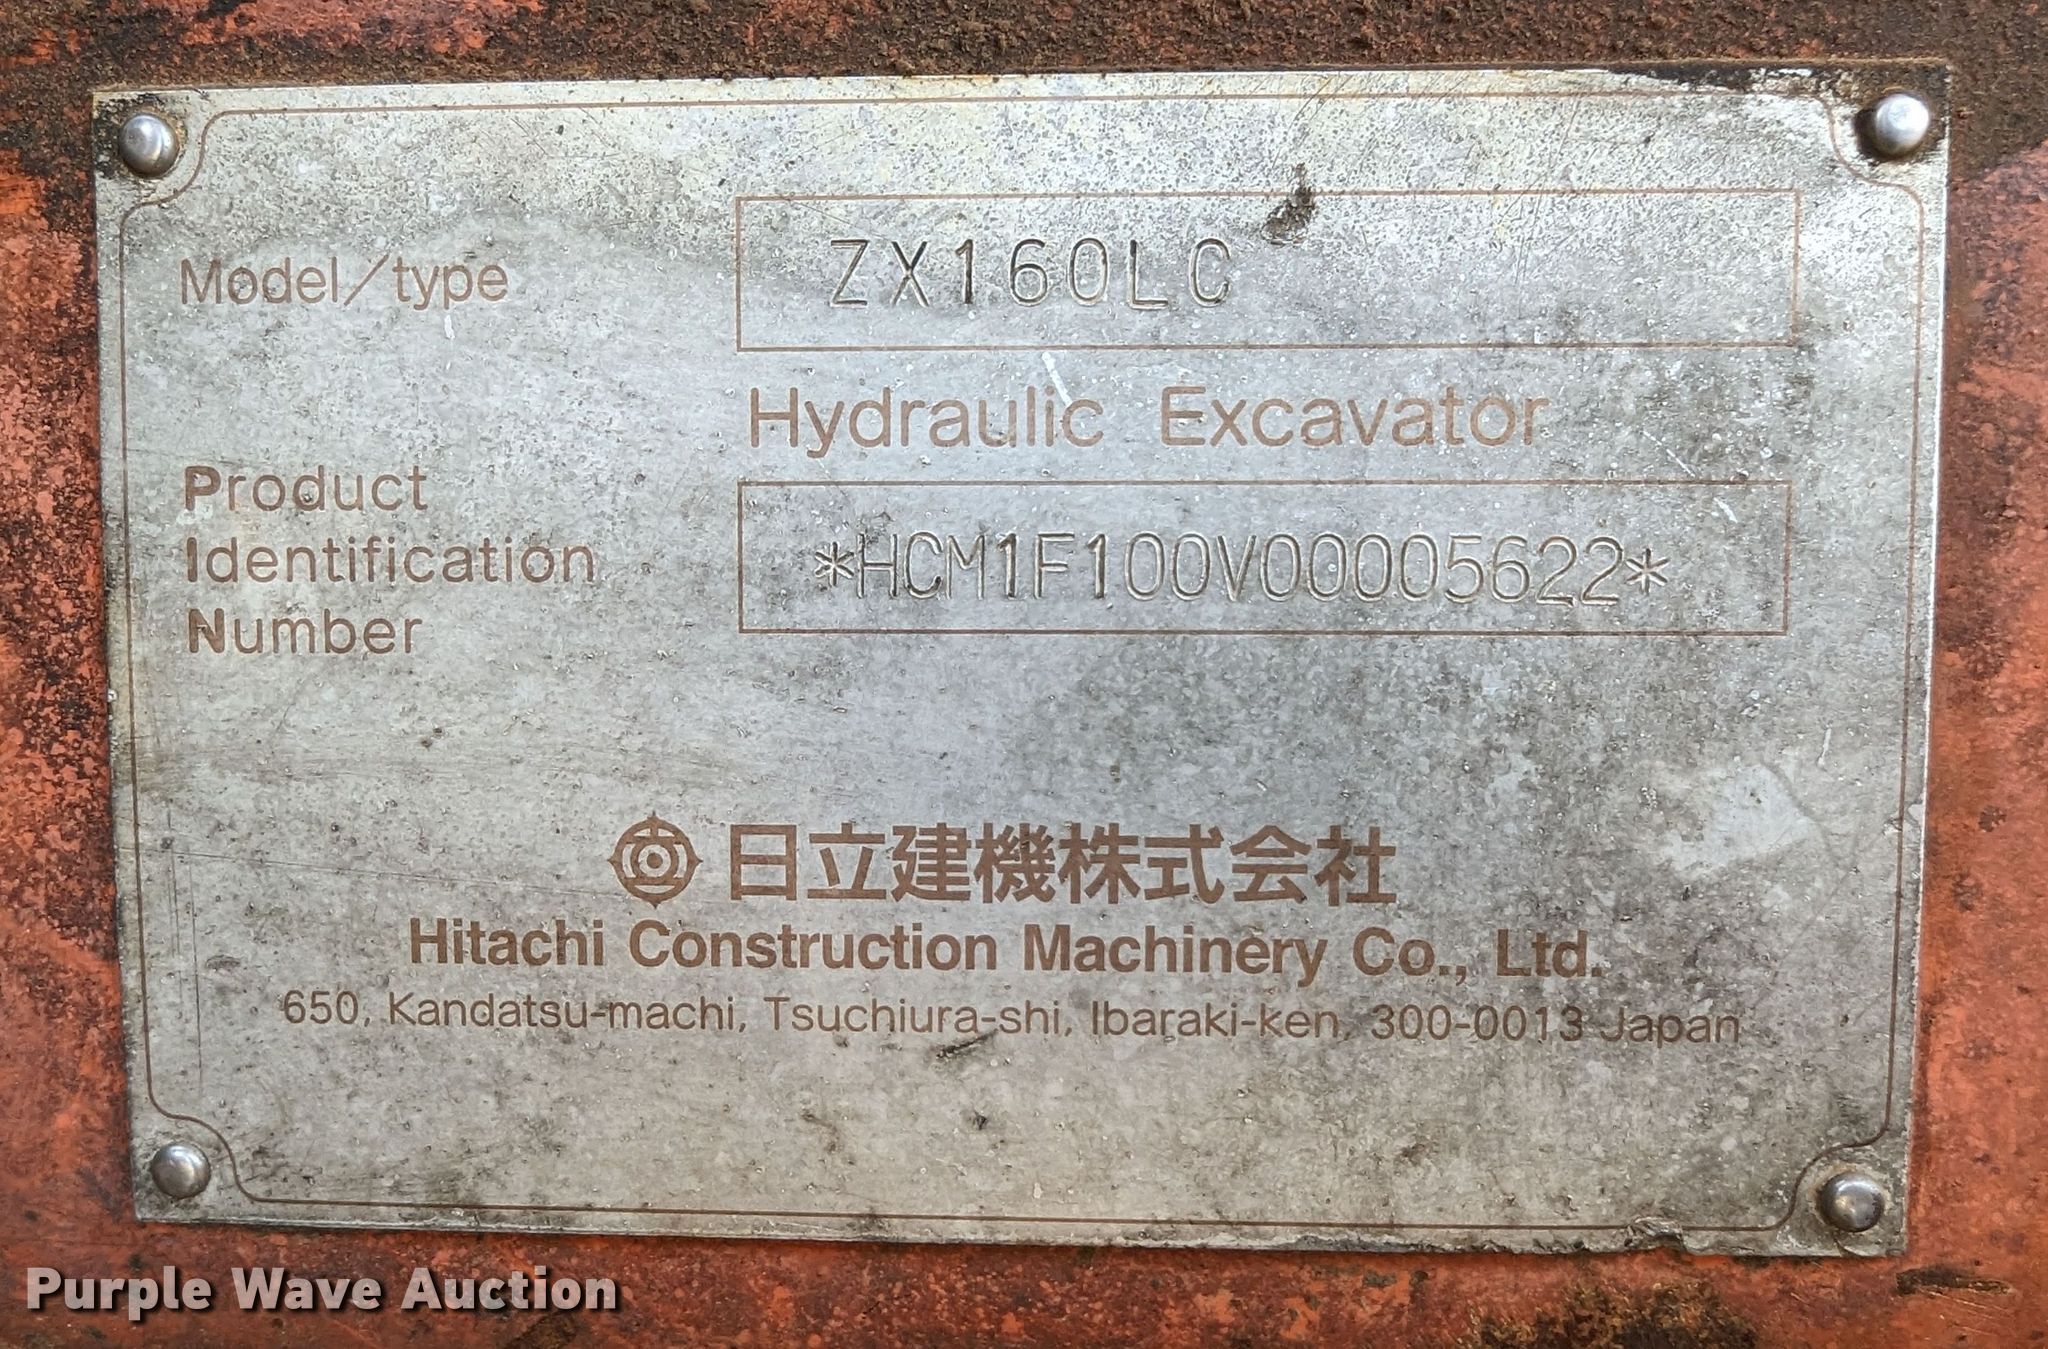 Model/type
ZX160LC
Hydraulic Excavator
Product
Identification
Number
*HCM1F100V00005622*
日立建機株式会社
Hitachi Construction Machinery Co., Ltd.
650, Kandatsu-machi, Tsuchiura-shi, Ibaraki-ken, 300-0013 Japan
Purple Wave Auction